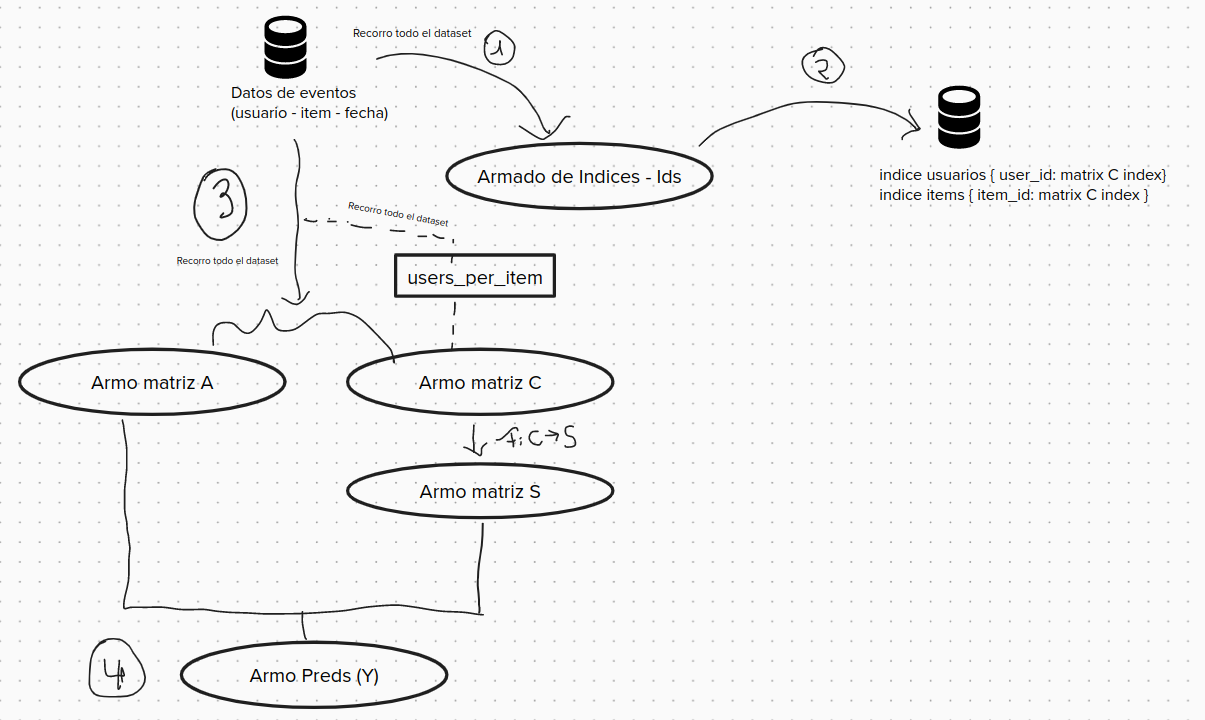 Recorro todo el dataset
1
2
Datos de eventos
(usuario - item - fecha)
Armado de Indices - Ids
indice usuarios { user_id: matrix C index}
indice items { item_id: matrix C index }
3
Recorro todo el dataset
Recorro todo el dataset
users_per_item
Armo matriz A
Armo matriz C
f: C→S
Armo matriz S
4
Armo Preds (Y)